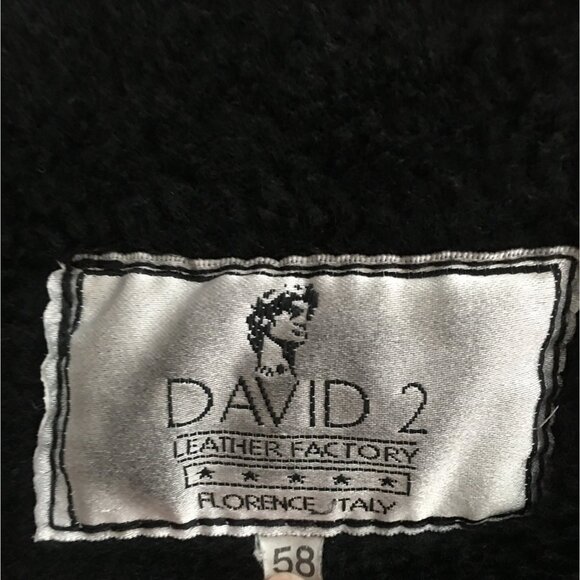 DAVID 2
LEATHER FACTORY
FLORENCE ITALY
58